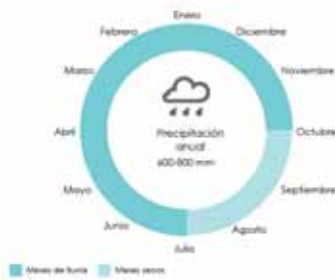 Enero
Febrero
Diciembre
Marzo
Noviembre
Abril
Precipitación
anual
600-800 mm
Octubre
Mayo
Septiembre
Junio
Agosto
Julio
Meses de lluvia
Meses secos